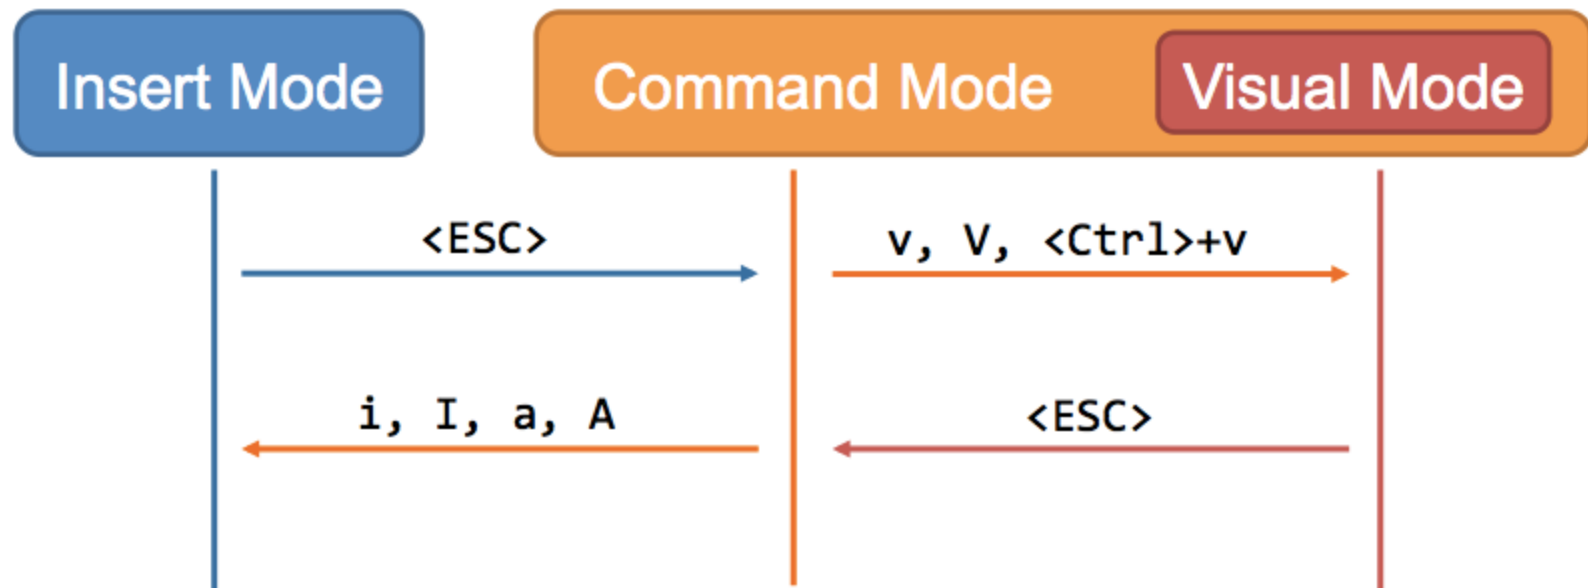 Insert Mode
Command Mode
Visual Mode
<ESC>
v, V, <Ctrl>+v
i, I, a, A
<ESC>